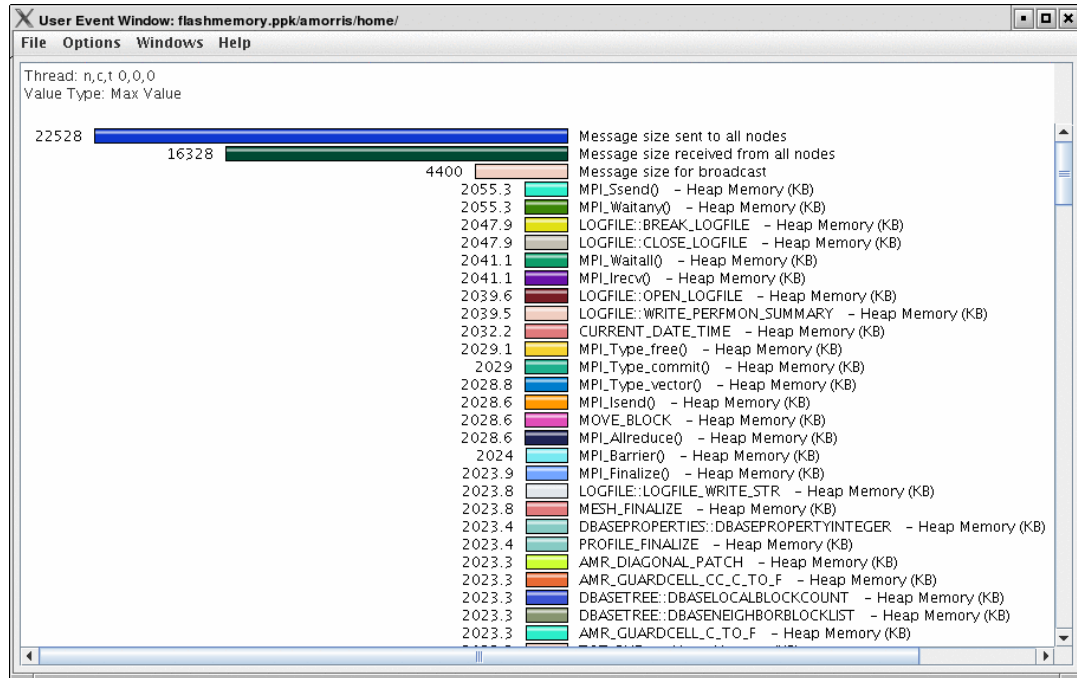 User Event Window: flashmemory.ppk/amorris/home/
File Options Windows Help
Thread: n,c,t 0,0,0
Value Type: Max Value
22528 Message size sent to all nodes
16328 Message size received from all nodes
4400 Message size for broadcast
2055.3 MPI_Ssend() – Heap Memory (KB)
2055.3 MPI_Waitany() – Heap Memory (KB)
2047.9 LOGFILE::BREAK_LOGFILE – Heap Memory (KB)
2047.9 LOGFILE::CLOSE_LOGFILE – Heap Memory (KB)
2041.1 MPI_Waitall() – Heap Memory (KB)
2041.1 MPI_Irecv() – Heap Memory (KB)
2039.6 LOGFILE::OPEN_LOGFILE – Heap Memory (KB)
2039.5 LOGFILE::WRITE_PERFMON_SUMMARY – Heap Memory (KB)
2032.2 CURRENT_DATE_TIME – Heap Memory (KB)
2029.1 MPI_Type_free() – Heap Memory (KB)
2029 MPI_Type_commit() – Heap Memory (KB)
2028.8 MPI_Type_vector() – Heap Memory (KB)
2028.6 MPI_Isend() – Heap Memory (KB)
2028.6 MOVE_BLOCK – Heap Memory (KB)
2028.6 MPI_Allreduce() – Heap Memory (KB)
2024 MPI_Barrier() – Heap Memory (KB)
2023.9 MPI_Finalize() – Heap Memory (KB)
2023.8 LOGFILE::LOGFILE_WRITE_STR – Heap Memory (KB)
2023.8 MESH_FINALIZE – Heap Memory (KB)
2023.4 DBASEPROPERTIES::DBASEPROPERTYINTEGER – Heap Memory (KB)
2023.4 PROFILE_FINALIZE – Heap Memory (KB)
2023.3 AMR_DIAGONAL_PATCH – Heap Memory (KB)
2023.3 AMR_GUARDCELL_CC_C_TO_F – Heap Memory (KB)
2023.3 DBASETREE::DBASELOCALBLOCKCOUNT – Heap Memory (KB)
2023.3 DBASETREE::DBASENEIGHBORBLOCKLIST – Heap Memory (KB)
2023.3 AMR_GUARDCELL_C_TO_F – Heap Memory (KB)